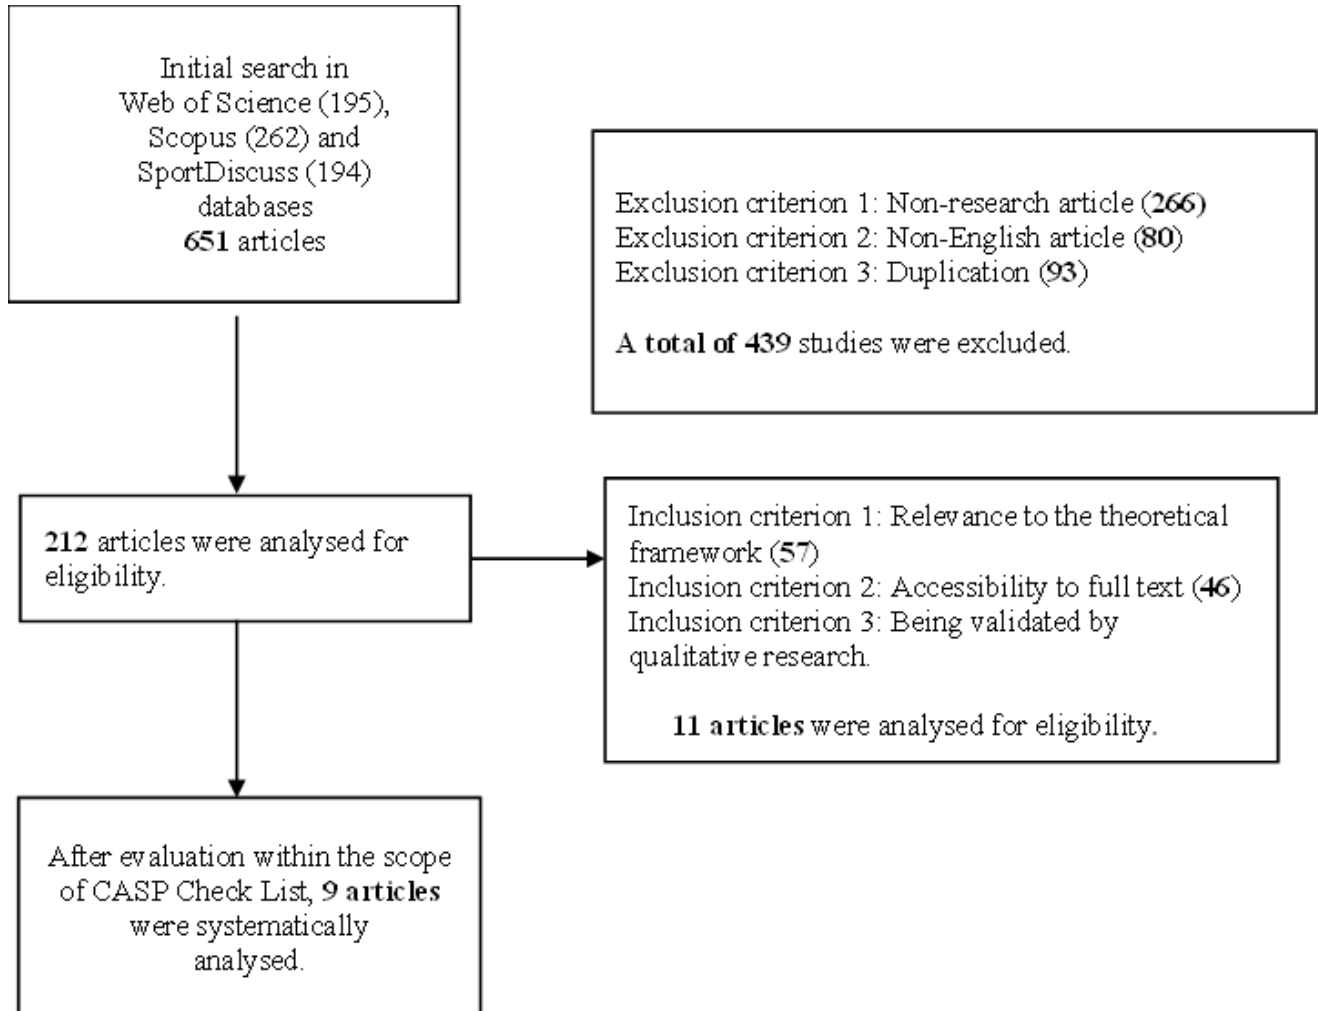 Initial search in
Web of Science (195),
Scopus (262) and
SportDiscuss (194)
databases
651 articles
Exclusion criterion 1: Non-research article (266)
Exclusion criterion 2: Non-English article (80)
Exclusion criterion 3: Duplication (93)
A total of 439 studies were excluded.
212 articles were analysed for
eligibility.
Inclusion criterion 1: Relevance to the theoretical
framework (57)
Inclusion criterion 2: Accessibility to full text (46)
Inclusion criterion 3: Being validated by
qualitative research.
11 articles were analysed for eligibility.
After evaluation within the scope
of CASP Check List, 9 articles
were systematically
analysed.